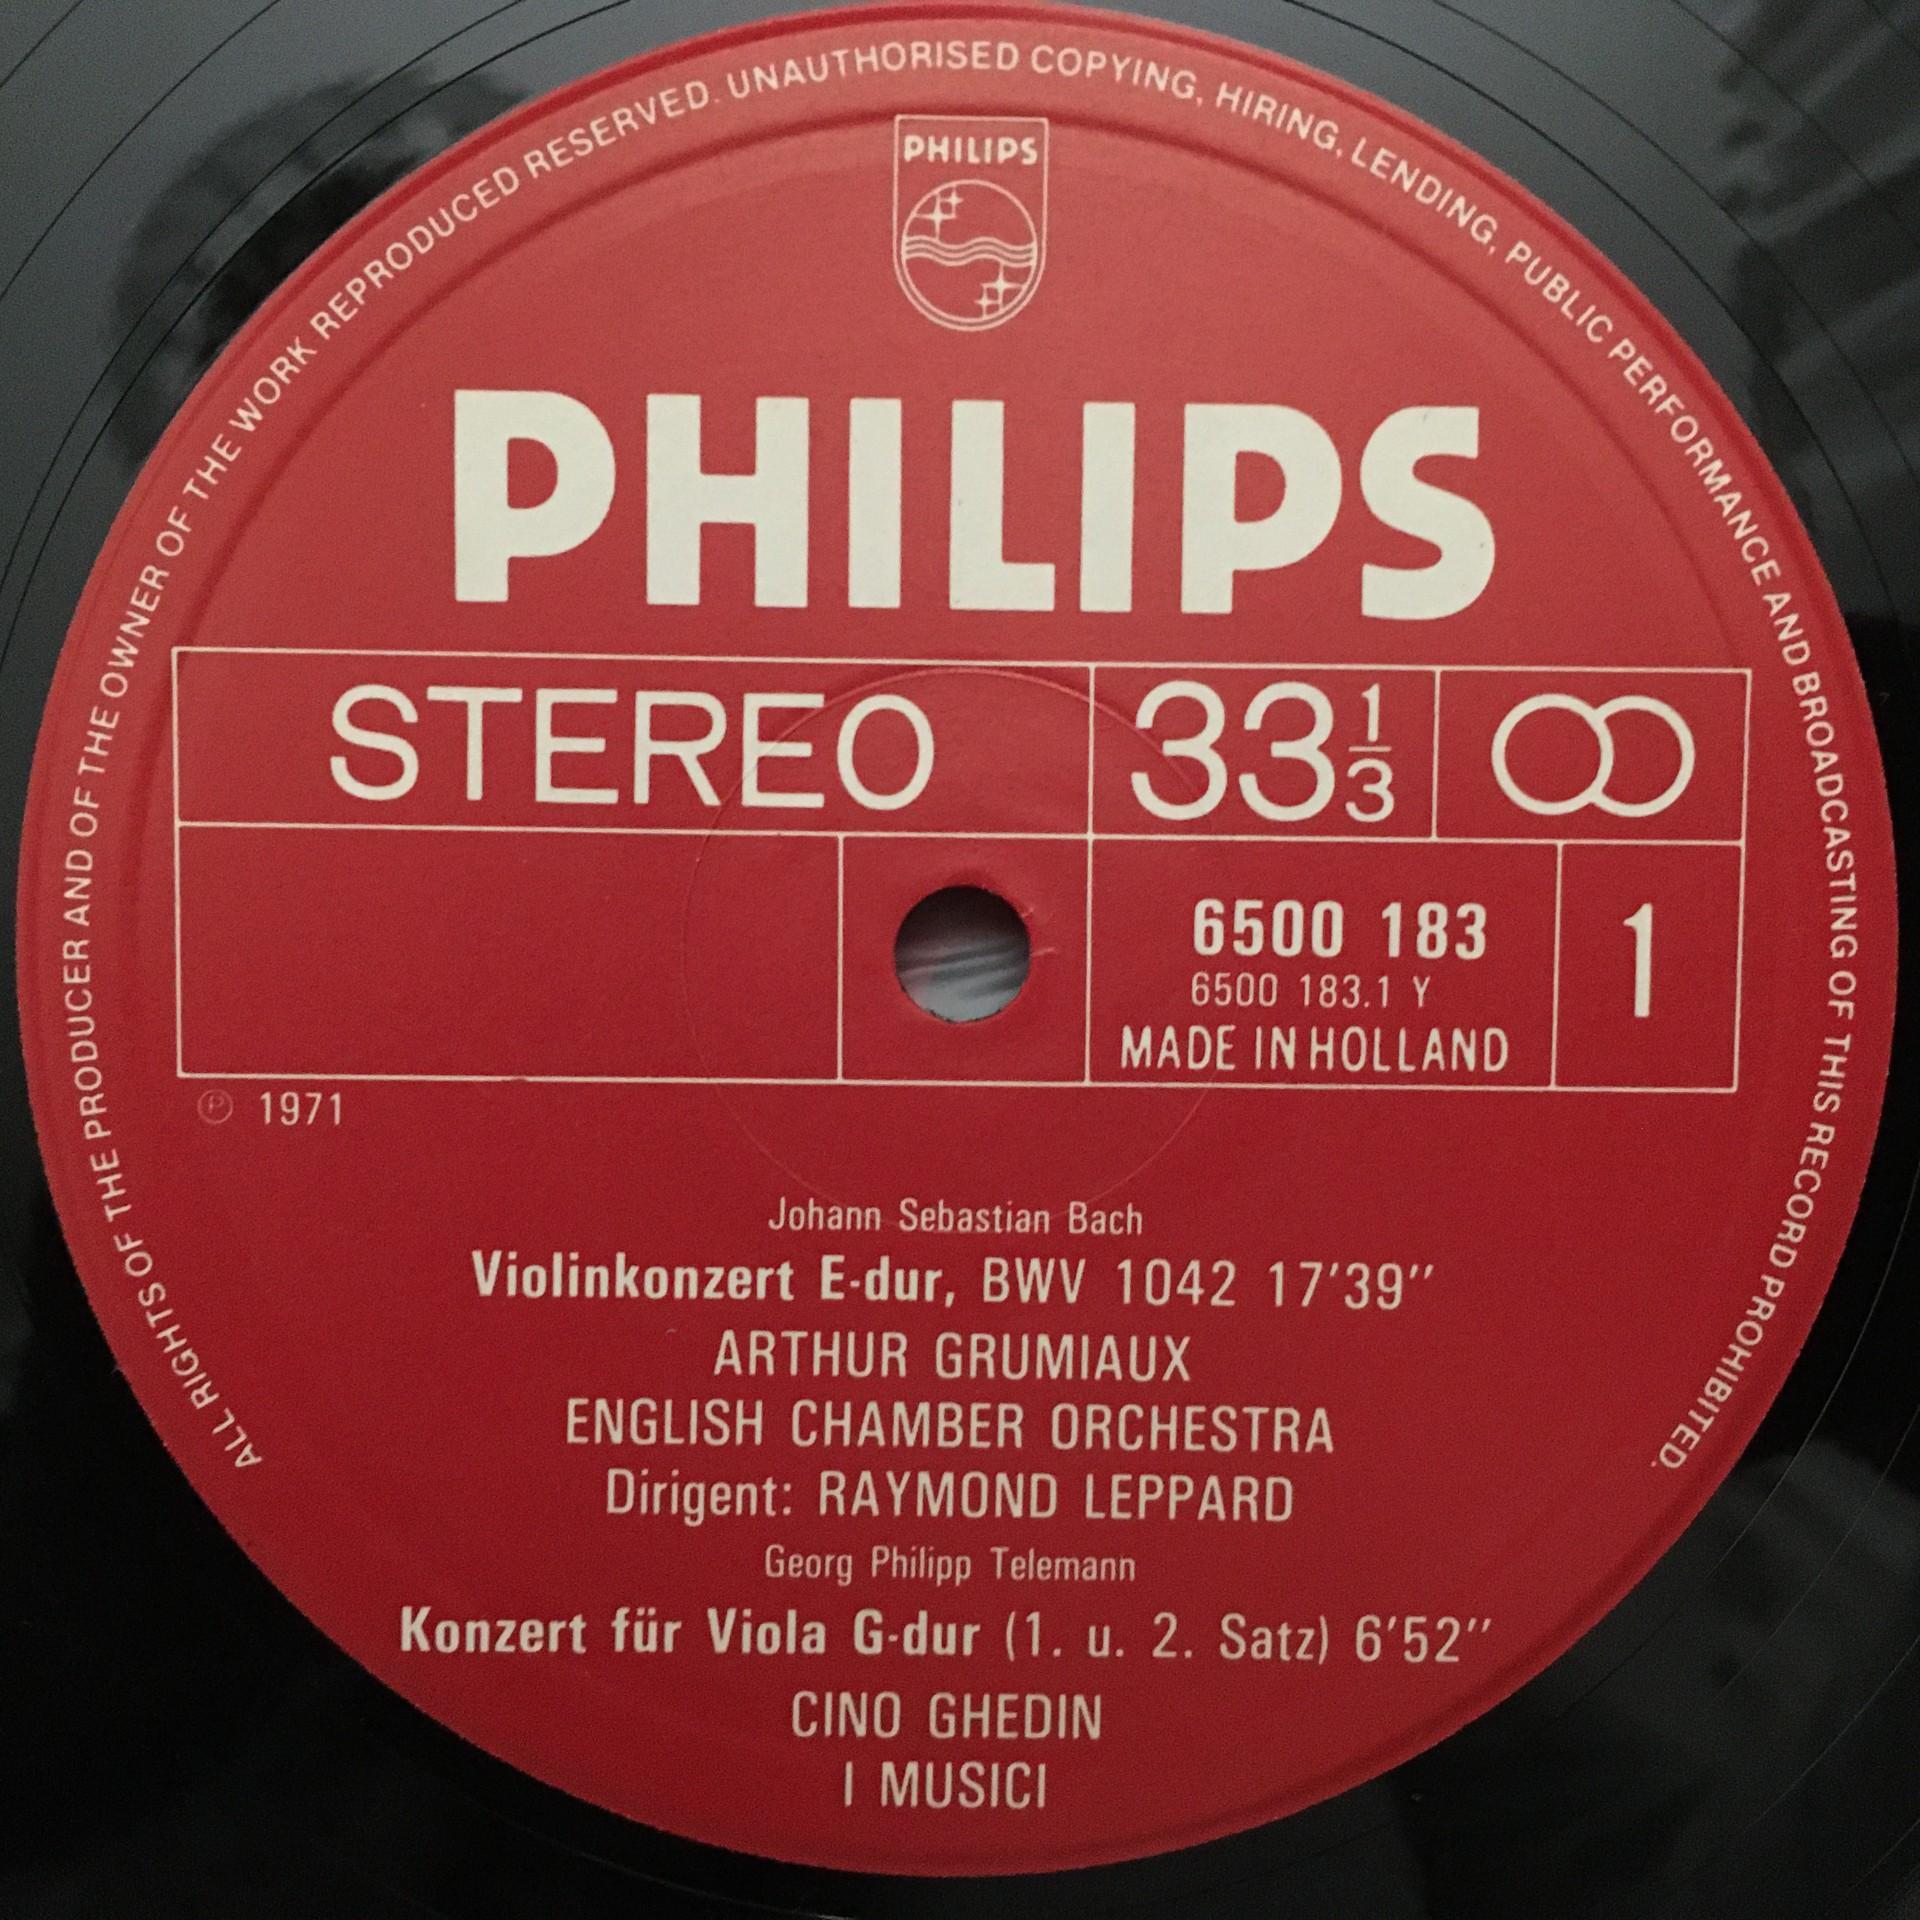 ALL RIGHTS OF THE PRODUCER AND OF THE OWNER OF THE WORK REPRODUCED RESERVED. UNAUTHORISED COPYING, HIRING, LENDING, PUBLIC PERFORMANCE AND BROADCASTING OF THIS RECORD PROHIBITED.
PHILIPS
PHILIPS
STEREO 33 1/3
6500 183 1
6500 183.1 Y
MADE IN HOLLAND
℗ 1971
Johann Sebastian Bach
Violinkonzert E-dur, BWV 1042 17'39''
ARTHUR GRUMIAUX
ENGLISH CHAMBER ORCHESTRA
Dirigent: RAYMOND LEPPARD
Georg Philipp Telemann
Konzert für Viola G-dur (1. u. 2. Satz) 6'52''
CINO GHEDIN
I MUSICI